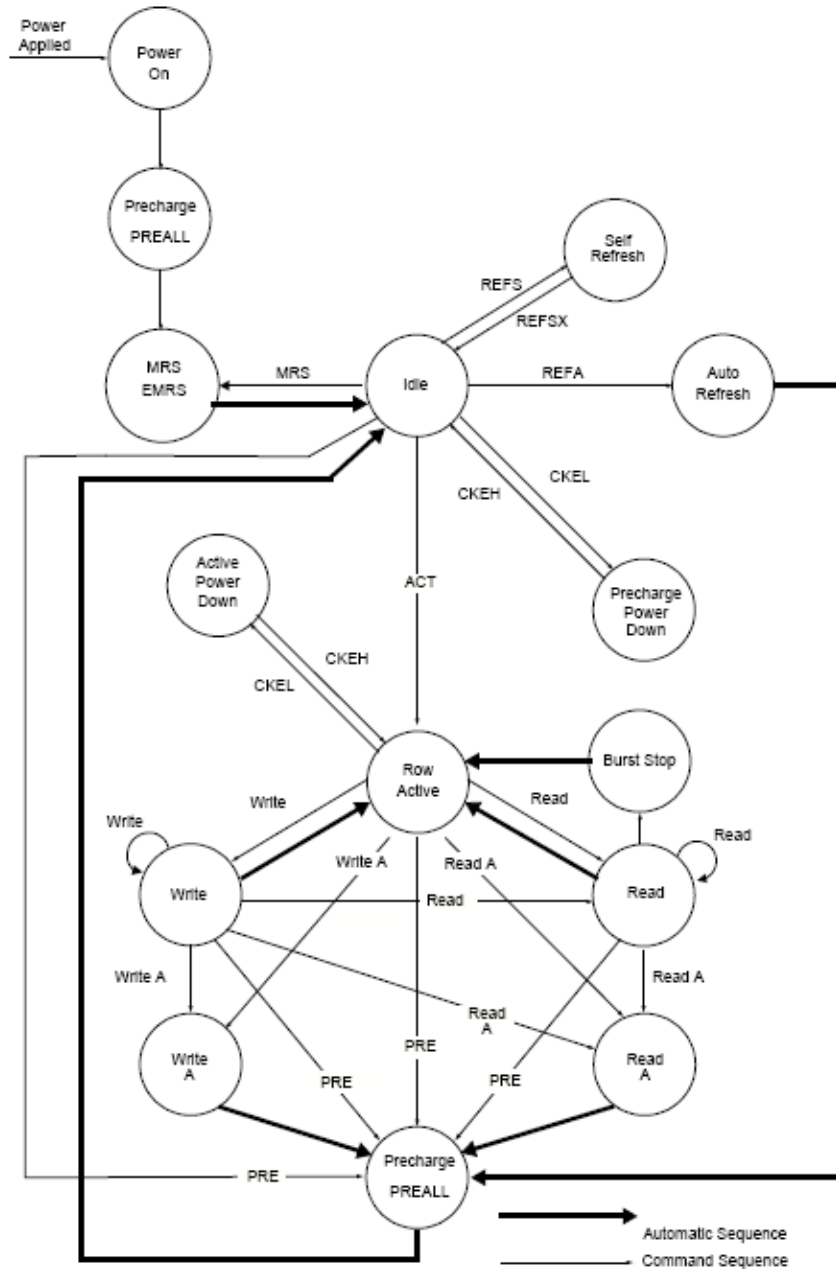 Power
Applied
Power
On
Precharge
PREALL
Self
Refresh
REFS
REFSX
MRS
EMRS
MRS
Idle
REFA
Auto
Refresh
CKEL
CKEH
Active
Power
Down
ACT
Precharge
Power
Down
CKEH
CKEL
Row
Active
Burst Stop
Write
Read
Write
Write A
Read A
Read
Write
Read
Read
Write A
Read A
Read
A
Write
A
PRE
PRE
PRE
Read
A
Precharge
PREALL
PRE
Automatic Sequence
Command Sequence